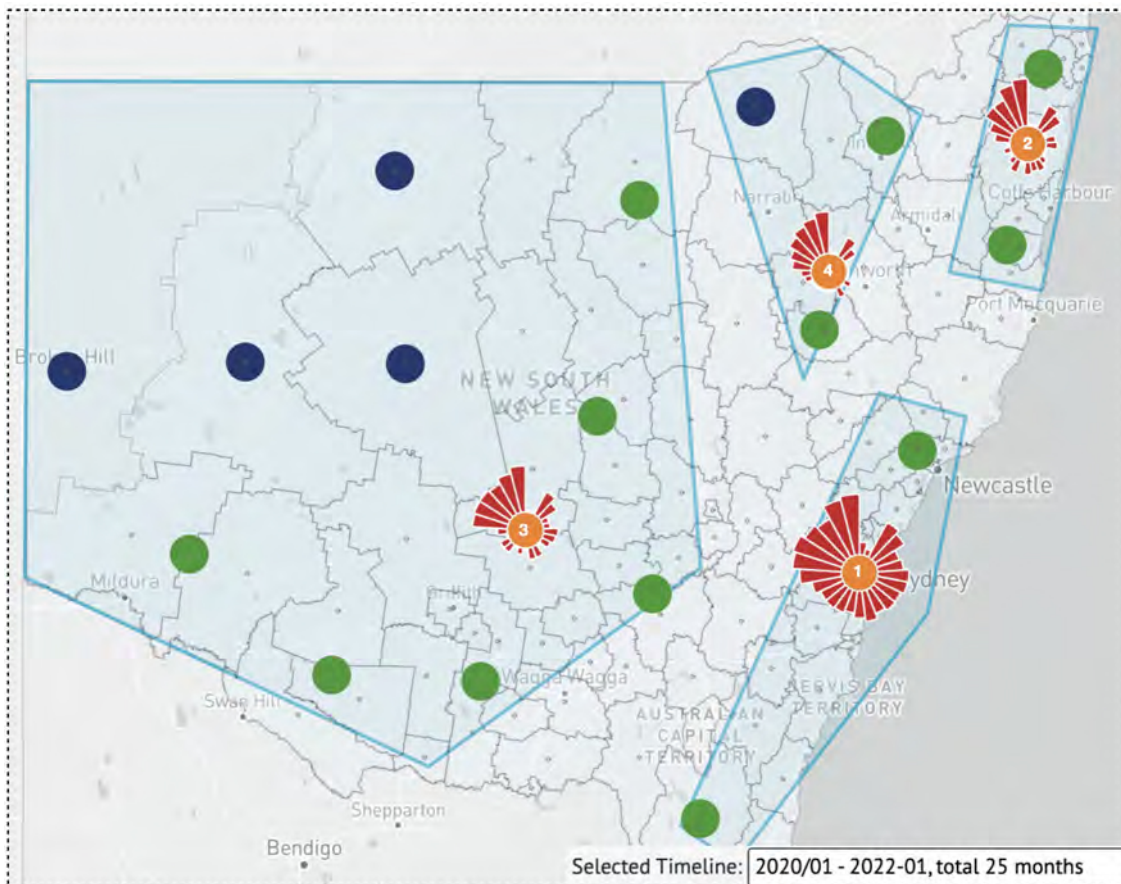 2
Narrabri
Coffs Harbour
Armidale
4
Port Macquarie
Broken Hill
NEW SOUTH
WALES
Newcastle
3
1
Sydney
Mildura
Griffith
Wagga Wagga
JERVIS BAY
TERRITORY
Swan Hill
AUSTRALIAN
CAPITAL
TERRITORY
Shepparton
Bendigo
Selected Timeline: 2020/01 - 2022-01, total 25 months